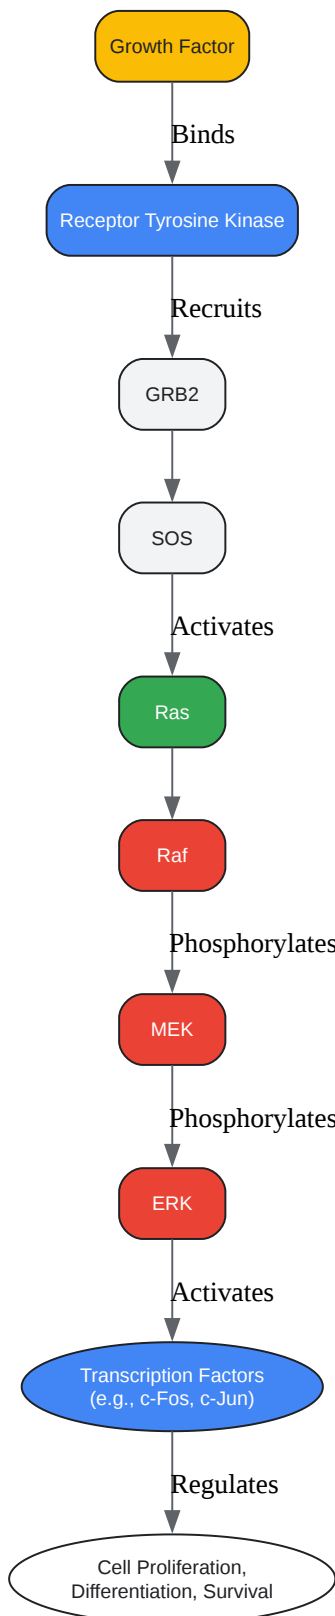 Growth Factor
Binds
Receptor Tyrosine Kinase
Recruits
GRB2
SOS
Activates
Ras
Raf
Phosphorylates
MEK
Phosphorylates
ERK
Activates
Transcription Factors
(e.g., c-Fos, c-Jun)
Regulates
Cell Proliferation,
Differentiation, Survival